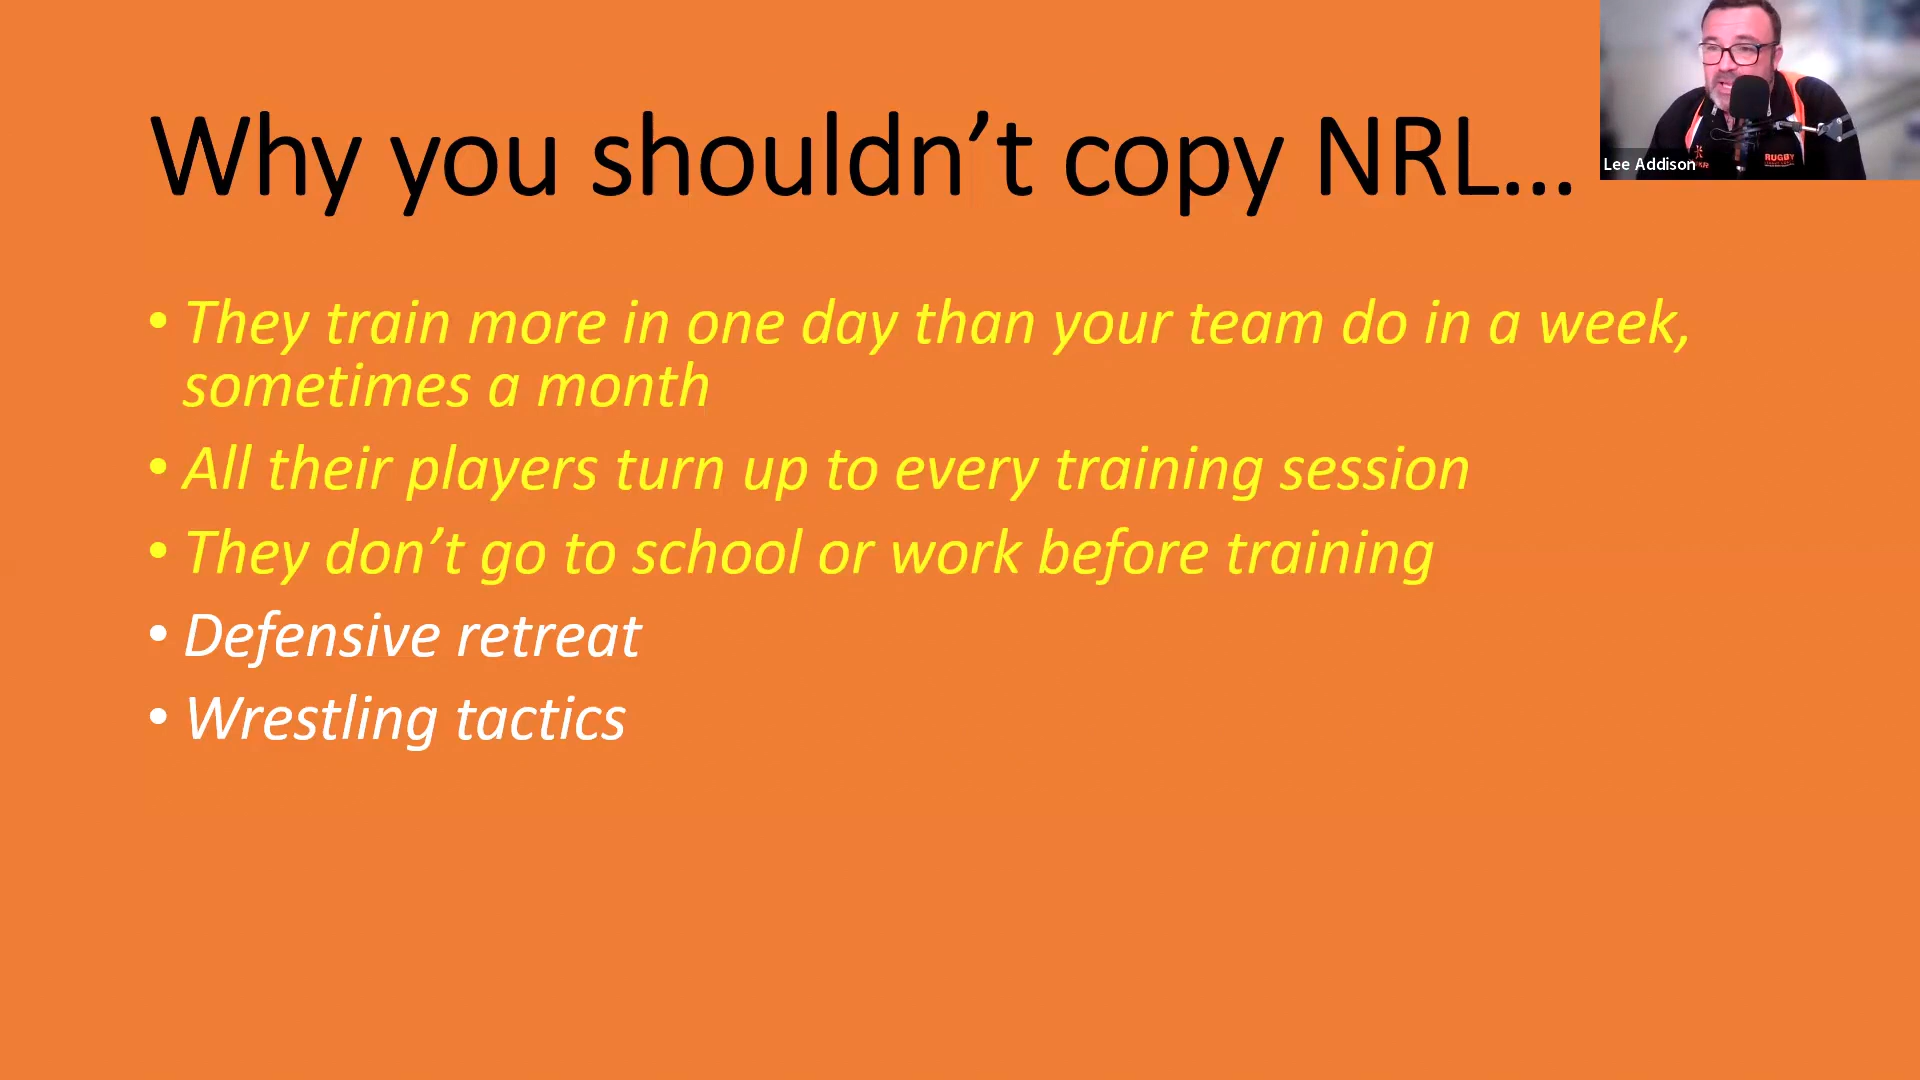 Why you shouldn’t copy NRL…
• They train more in one day than your team do in a week,
sometimes a month
• All their players turn up to every training session
• They don’t go to school or work before training
• Defensive retreat
• Wrestling tactics
Lee Addison
RUGBY